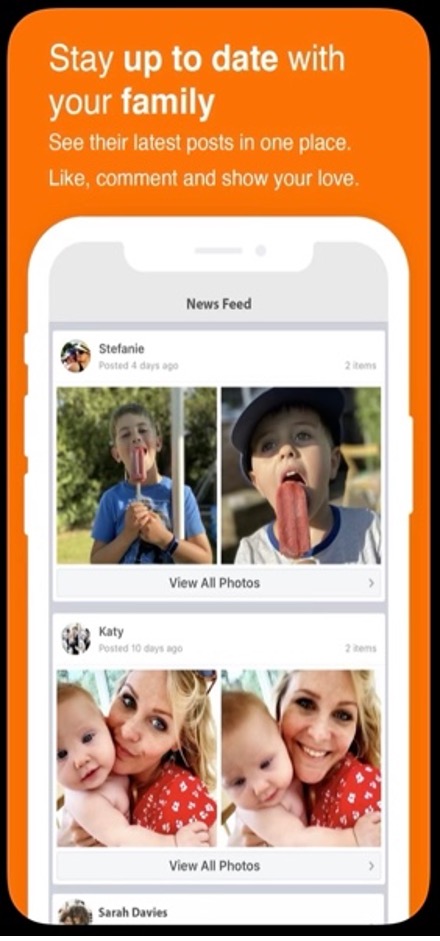 Stay up to date with
your family
See their latest posts in one place.
Like, comment and show your love.
News Feed
Stefanie
Posted 4 days ago
2 items
View All Photos
Katy
Posted 10 days ago
2 items
View All Photos
Sarah Davies